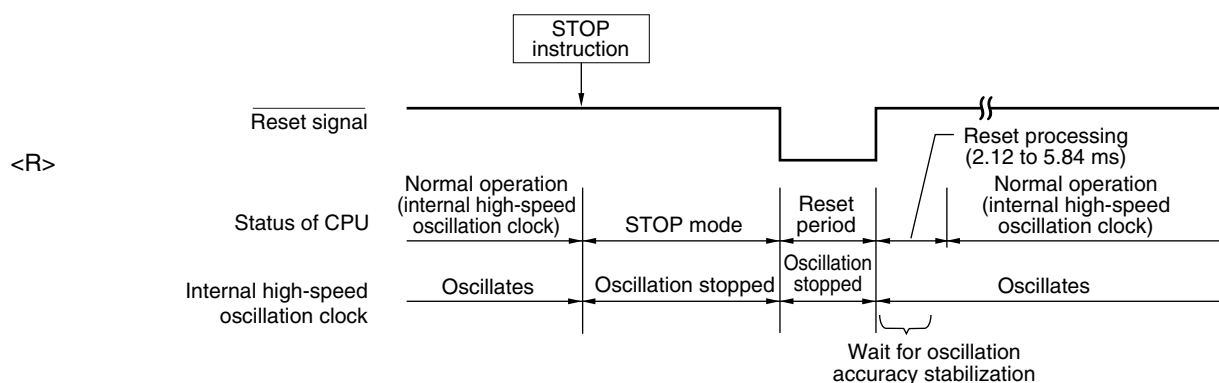 STOP
instruction
Reset signal
<R>
Reset processing
(2.12 to 5.84 ms)
Status of CPU
Normal operation
(internal high-speed
oscillation clock)
STOP mode
Reset
period
Normal operation
(internal high-speed
oscillation clock)
Internal high-speed
oscillation clock
Oscillates
Oscillation stopped
Oscillation
stopped
Oscillates
Wait for oscillation
accuracy stabilization